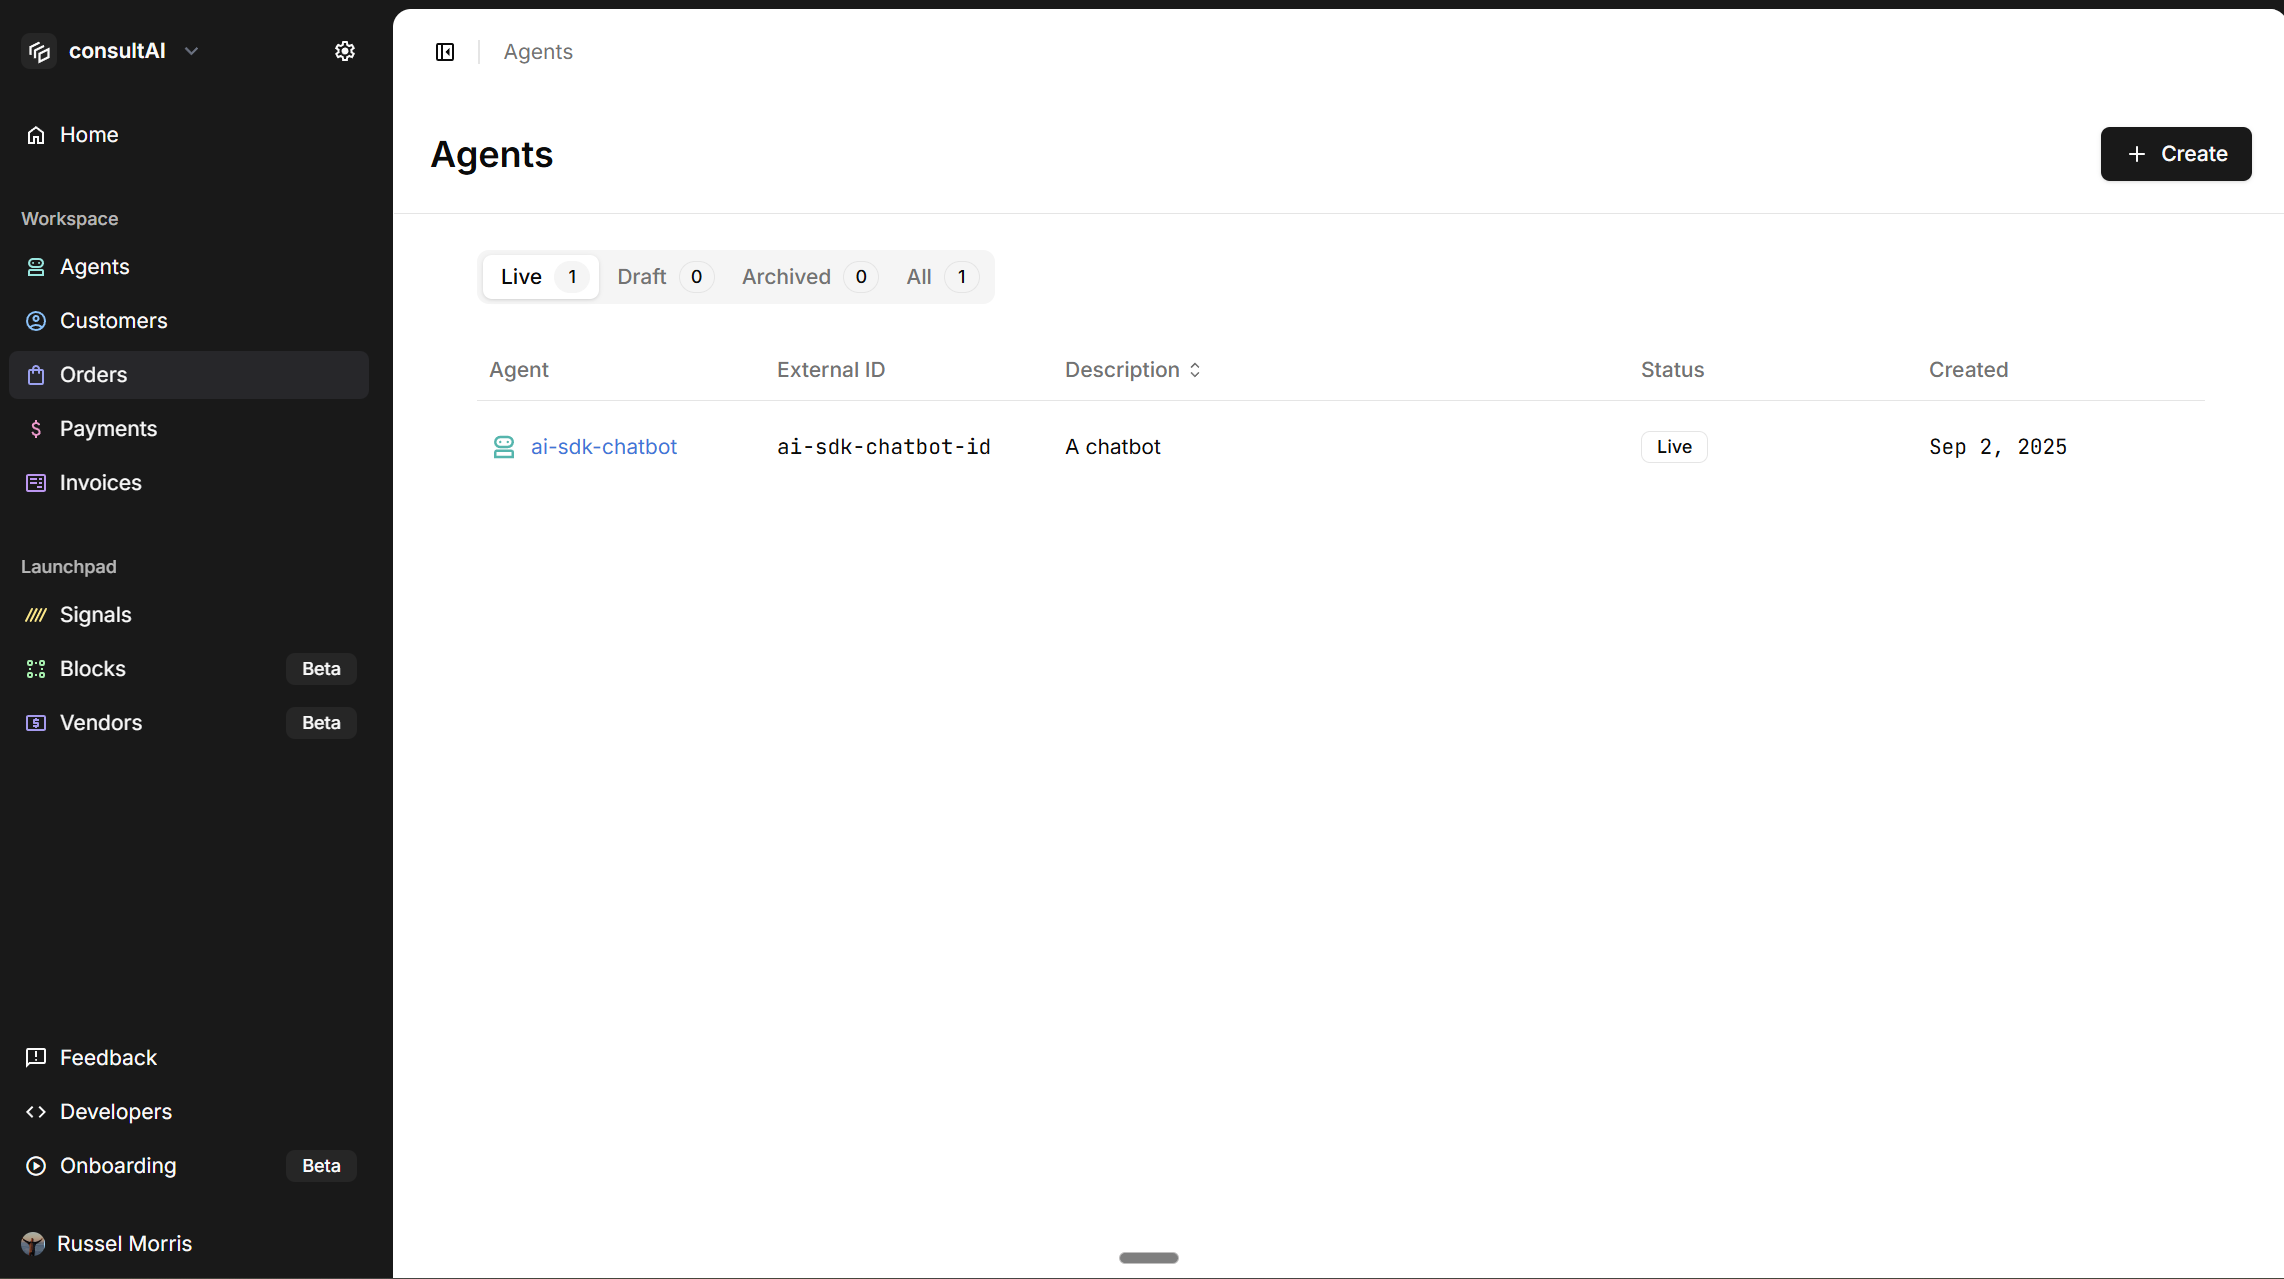 consultAI
Home
Workspace
Agents
Customers
Orders
Payments
Invoices
Launchpad
Signals
Blocks Beta
Vendors Beta
Feedback
Developers
Onboarding Beta
Russel Morris
Agents
Agents
Create
Live 1 Draft 0 Archived 0 All 1
Agent External ID Description Status Created
ai-sdk-chatbot ai-sdk-chatbot-id A chatbot Live Sep 2, 2025